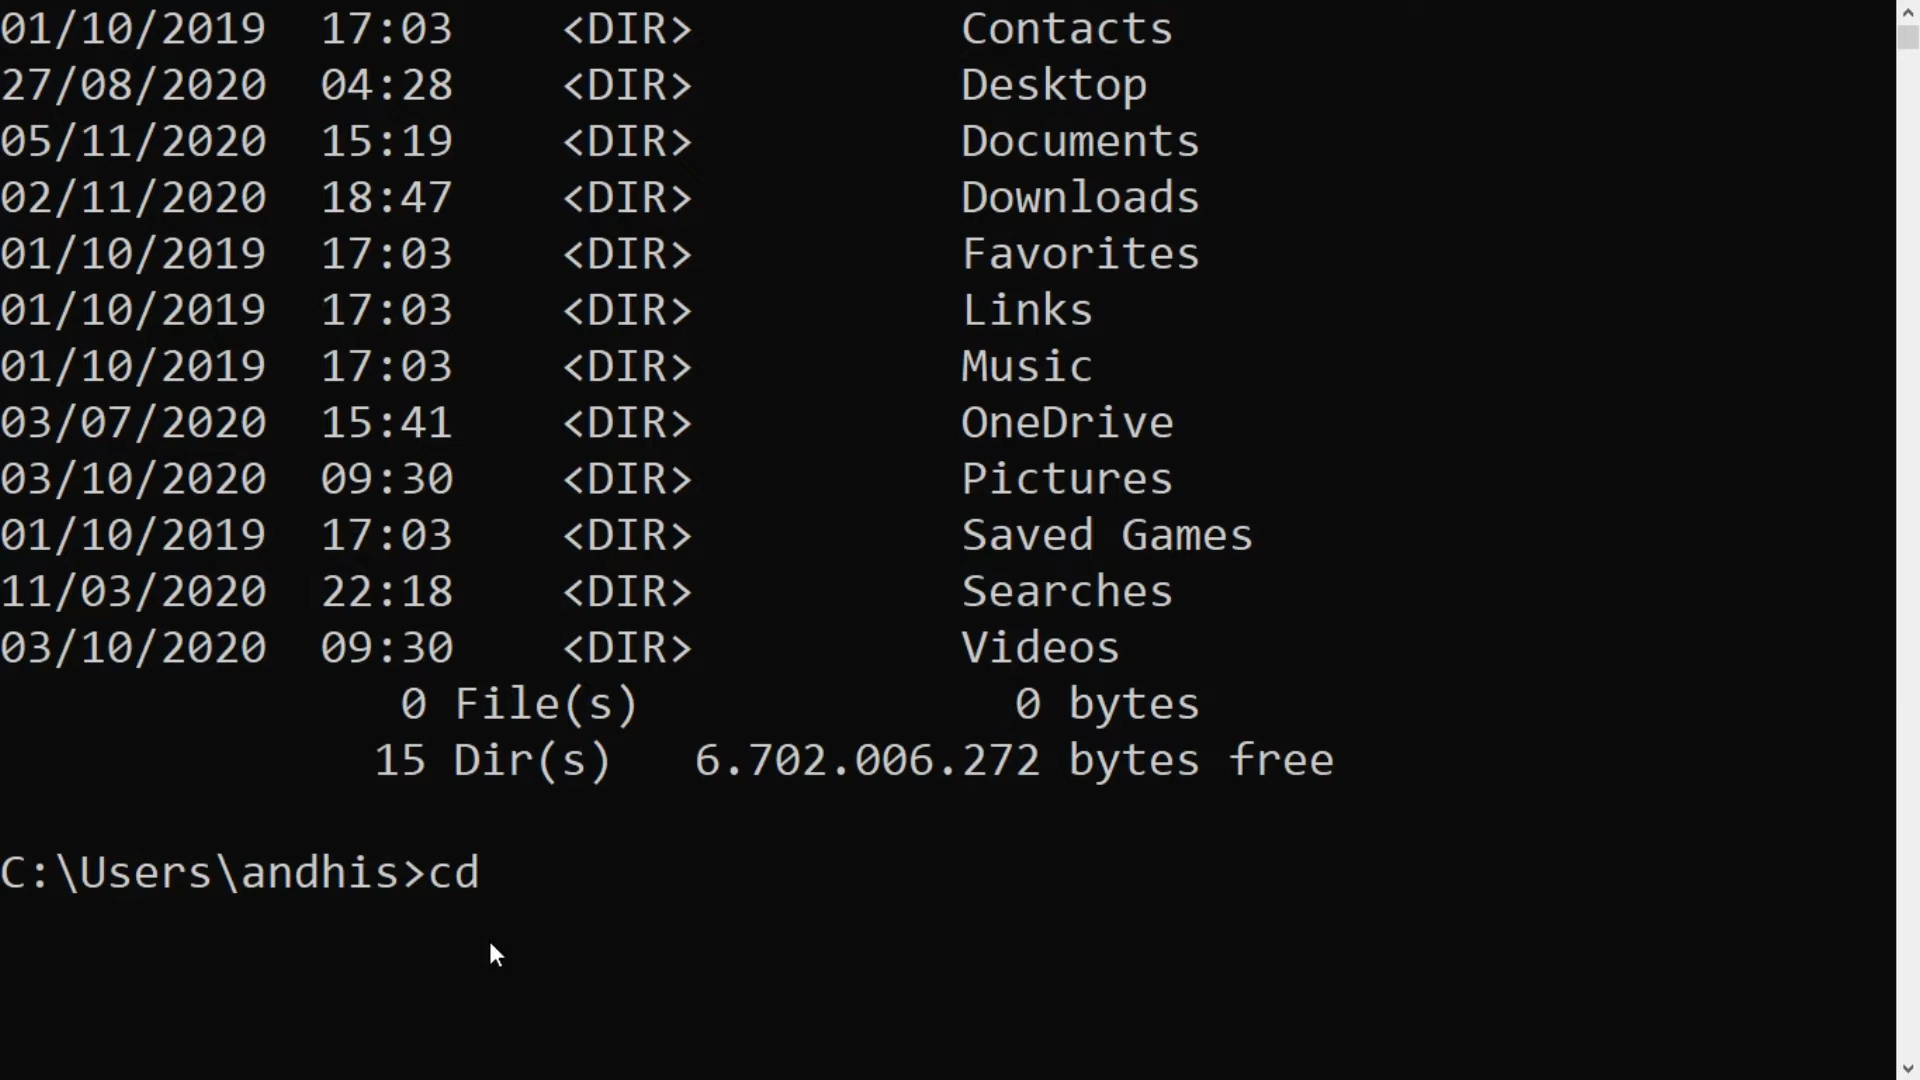 01/10/2019  17:03    <DIR>          Contacts
27/08/2020  04:28    <DIR>          Desktop
05/11/2020  15:19    <DIR>          Documents
02/11/2020  18:47    <DIR>          Downloads
01/10/2019  17:03    <DIR>          Favorites
01/10/2019  17:03    <DIR>          Links
01/10/2019  17:03    <DIR>          Music
03/07/2020  15:41    <DIR>          OneDrive
03/10/2020  09:30    <DIR>          Pictures
01/10/2019  17:03    <DIR>          Saved Games
11/03/2020  22:18    <DIR>          Searches
03/10/2020  09:30    <DIR>          Videos
               0 File(s)              0 bytes
              15 Dir(s)   6.702.006.272 bytes free
C:\Users\andhis>cd